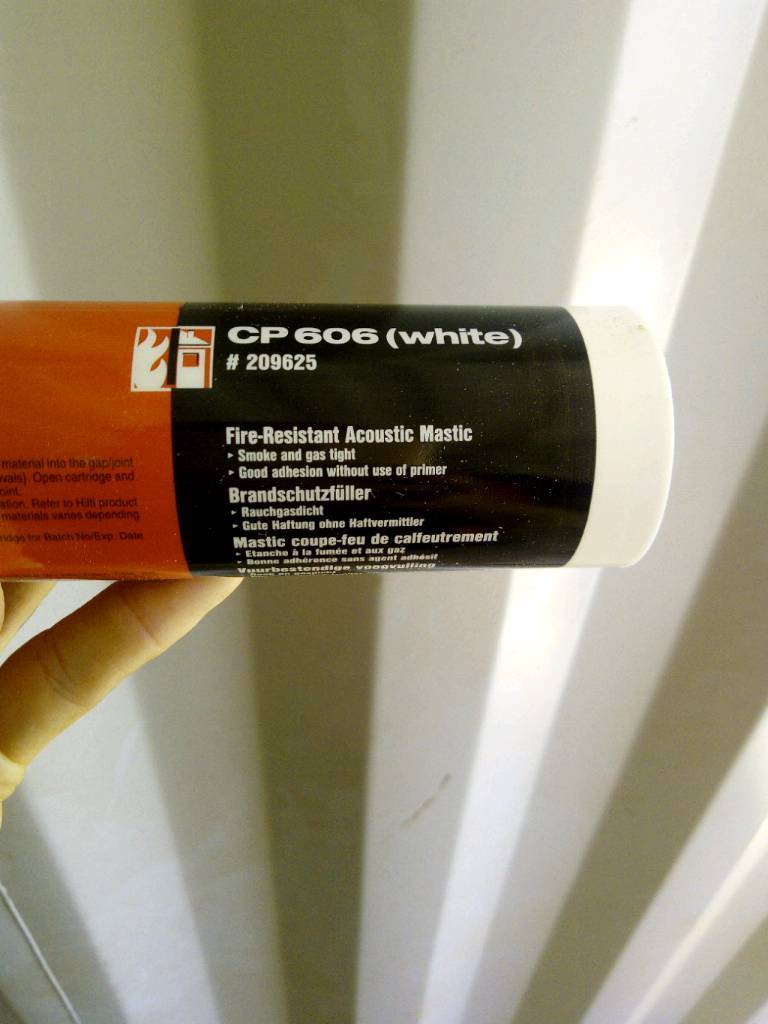 CP 606 (white)
# 209625
Fire-Resistant Acoustic Mastic
▸ Smoke and gas tight
▸ Good adhesion without use of primer
Brandschutzfüller
▸ Rauchgasdicht
▸ Gute Haftung ohne Haftvermittler
Mastic coupe-feu de calfeutrement
▸ Etanche à la fumée et aux gaz
▸ Bonne adhérence sans agent adhésif
Vuurbestendige voegvulling
material into the gap/joint
vals) Open cartridge and
oint.
ation. Refer to Hilti product
materials varies depending
ridge for Batch No/Exp. Date